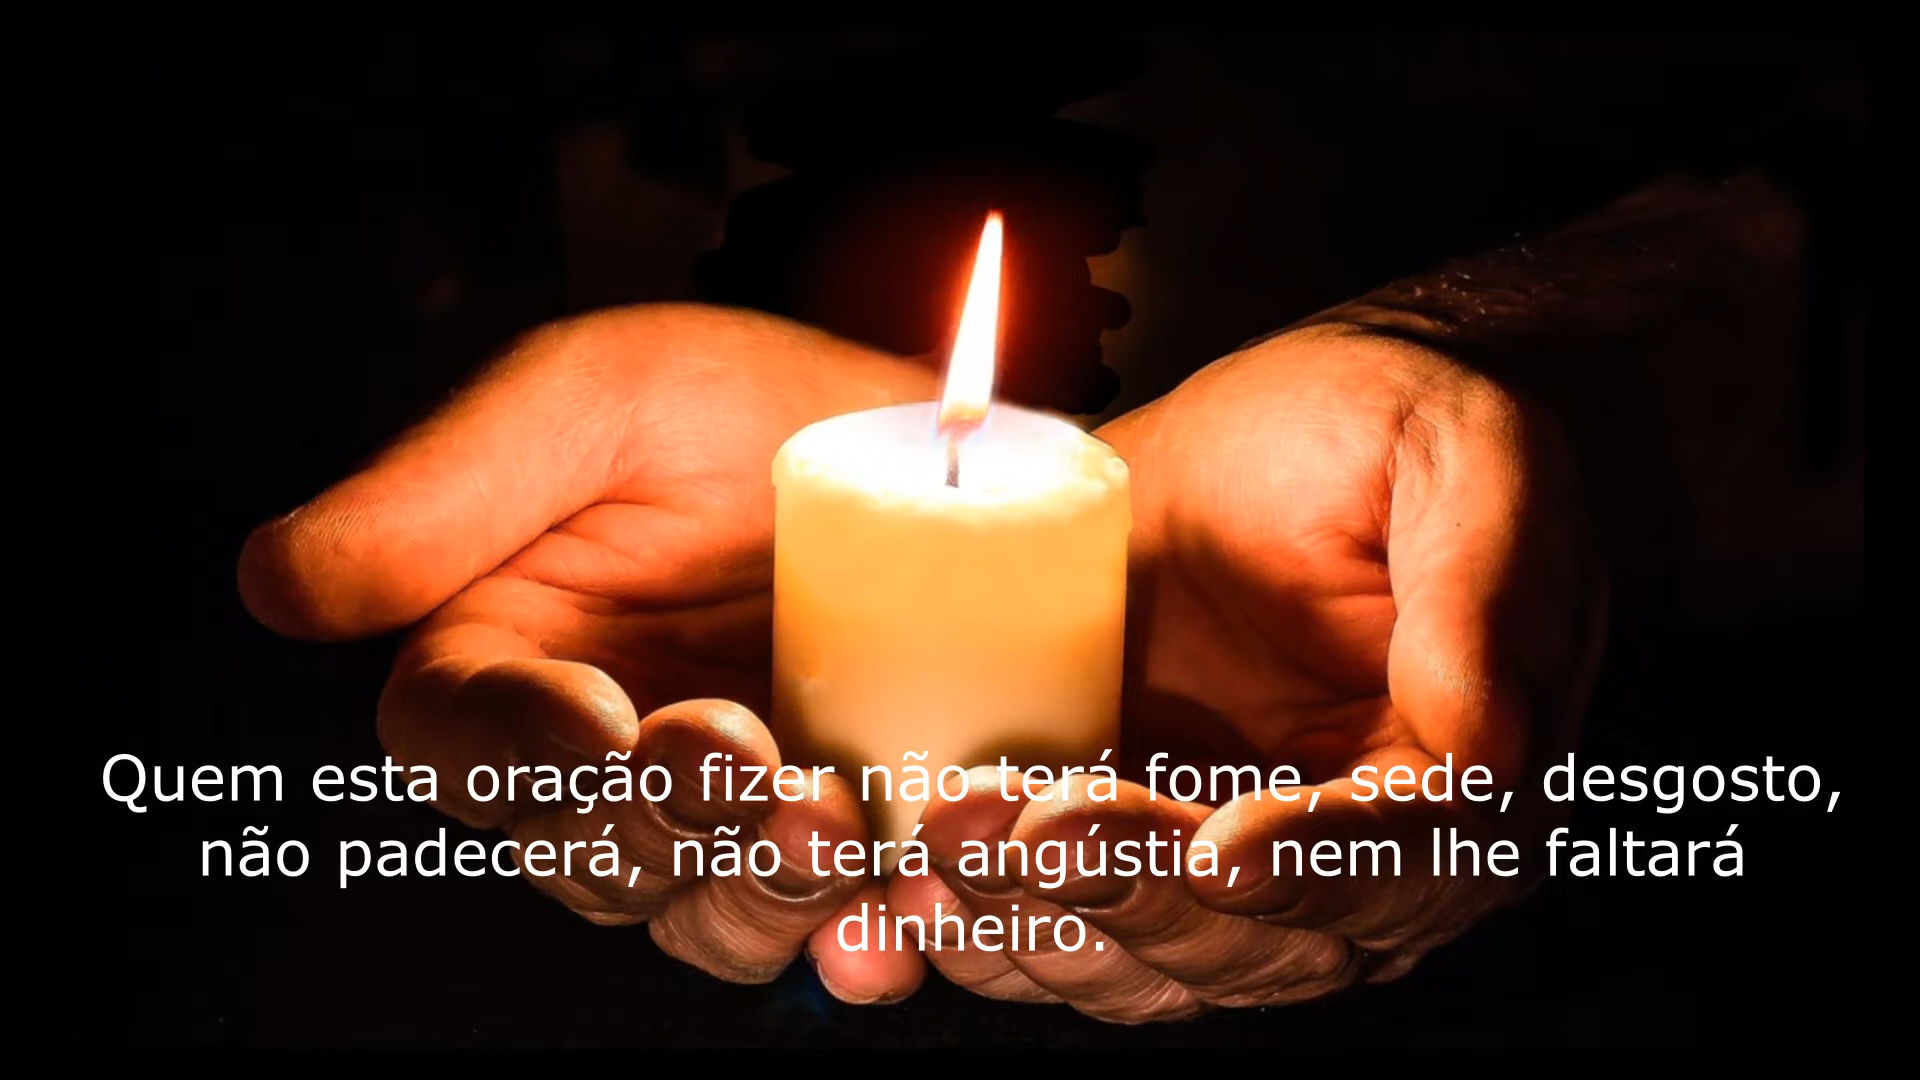 Quem esta oração fizer não terá fome, sede, desgosto,
não padecerá, não terá angústia, nem lhe faltará
dinheiro.